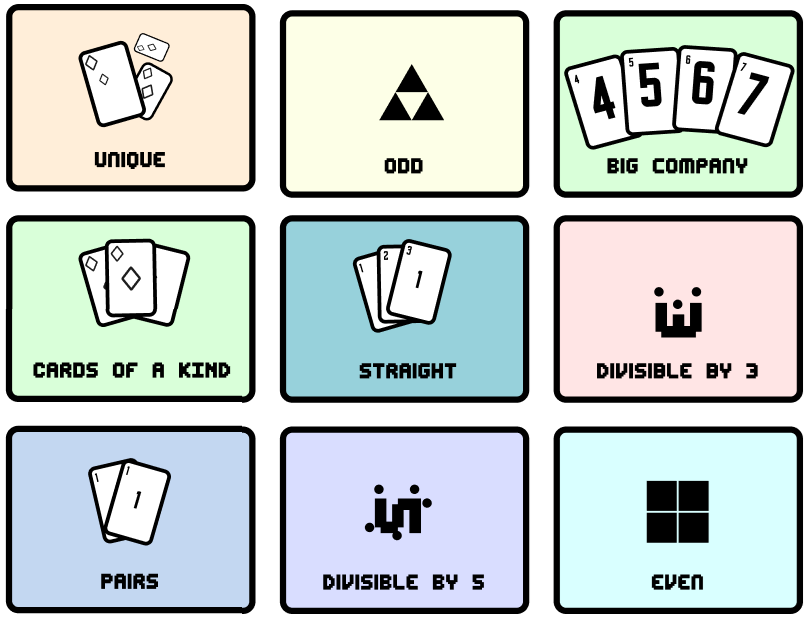 UNIQUE
ODD
4 5 6 7
4 5 6 7
BIG COMPANY
CARDS OF A KIND
1 2 3
1
STRAIGHT
DIVISIBLE BY 3
1 1
1
PAIRS
DIVISIBLE BY 5
EVEN